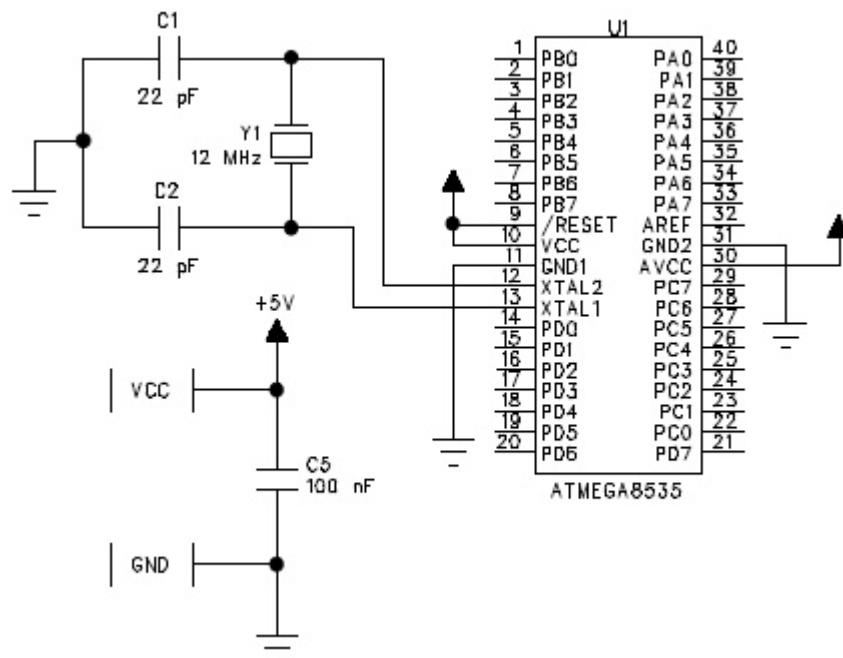 C1
22 pF
Y1
12 MHz
C2
22 pF
+5V
VCC
C5
100 nF
GND
U1
1 PB0 PA0 40
2 PB1 PA1 39
3 PB2 PA2 38
4 PB3 PA3 37
5 PB4 PA4 36
6 PB5 PA5 35
7 PB6 PA6 34
8 PB7 PA7 33
9 /RESET AREF 32
10 VCC GND2 31
11 GND1 AVCC 30
12 XTAL2 PC7 29
13 XTAL1 PC6 28
14 PD0 PC5 27
15 PD1 PC4 26
16 PD2 PC3 25
17 PD3 PC2 24
18 PD4 PC1 23
19 PD5 PC0 22
20 PD6 PD7 21
ATMEGA8535